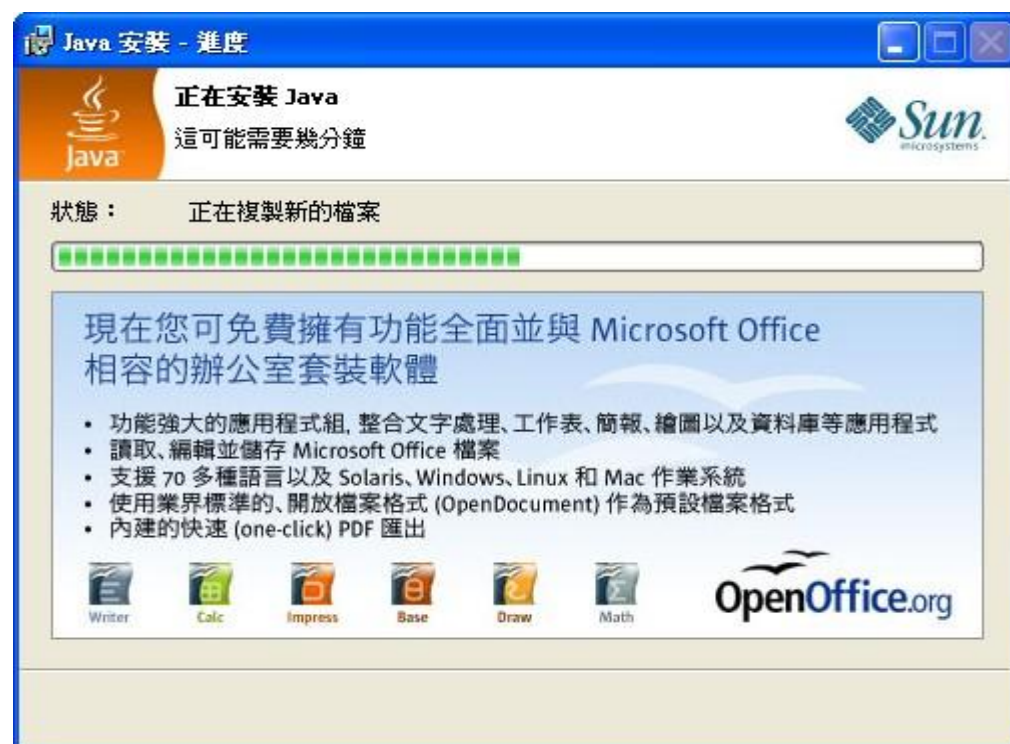 Java 安裝 - 進度
正在安裝 Java
這可能需要幾分鐘
Java
Sun
microsystems
狀態： 正在複製新的檔案
現在您可免費擁有功能全面並與 Microsoft Office
相容的辦公室套裝軟體
• 功能強大的應用程式組, 整合文字處理、工作表、簡報、繪圖以及資料庫等應用程式
• 讀取、編輯並儲存 Microsoft Office 檔案
• 支援 70 多種語言以及 Solaris、Windows、Linux 和 Mac 作業系統
• 使用業界標準的、開放檔案格式 (OpenDocument) 作為預設檔案格式
• 內建的快速 (one-click) PDF 匯出
Writer Calc Impress Base Draw Math
OpenOffice.org